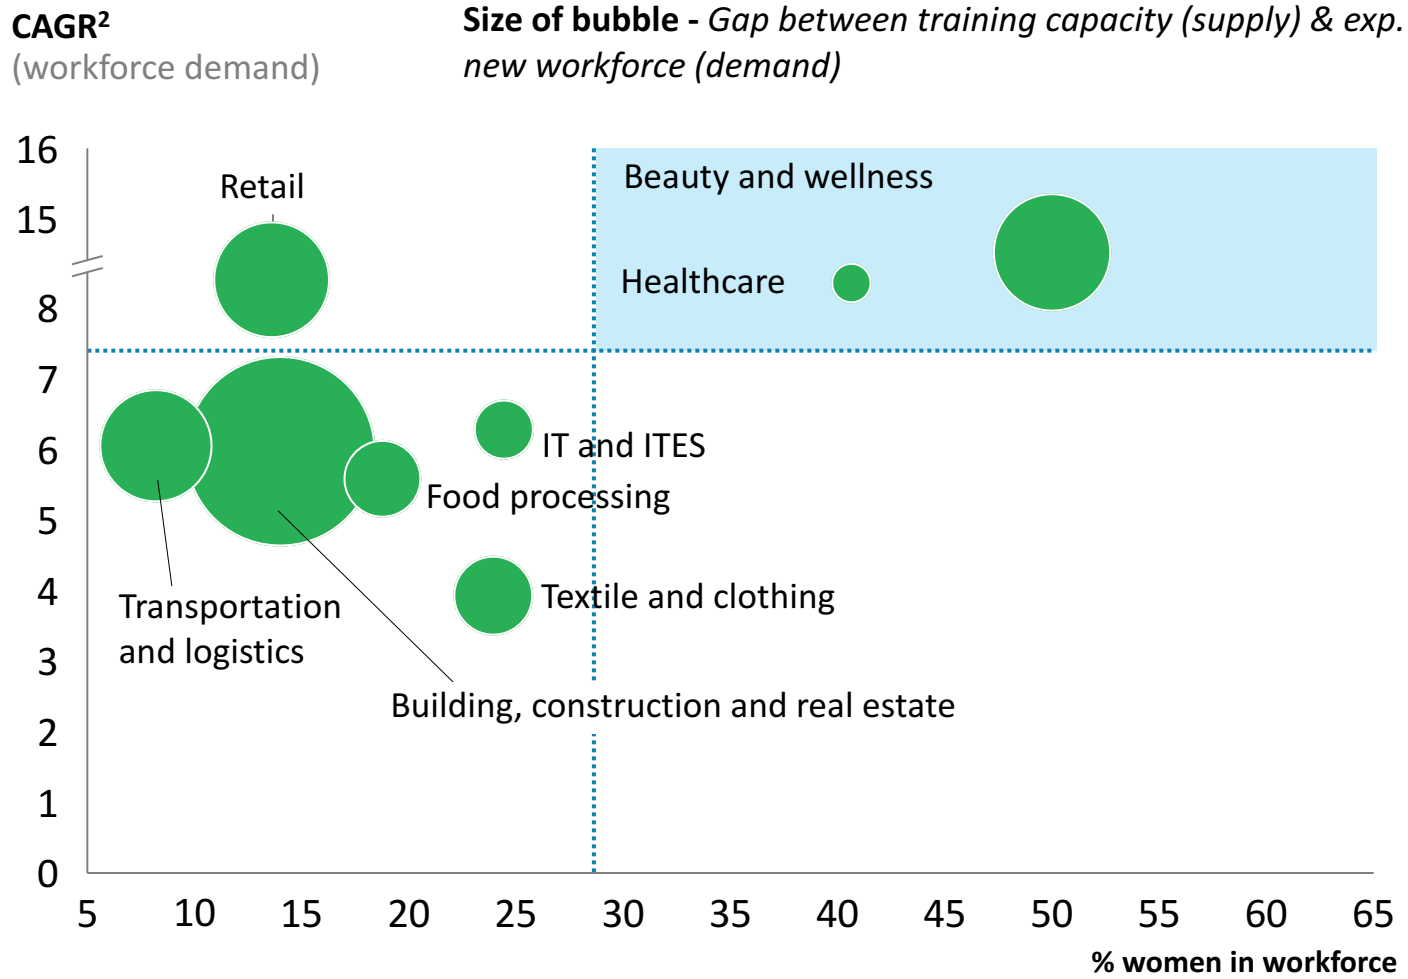 CAGR²
(workforce demand)
Size of bubble - Gap between training capacity (supply) & exp.
new workforce (demand)
16
15
8
7
6
5
4
3
2
1
0
Retail
Beauty and wellness
Healthcare
IT and ITES
Food processing
Textile and clothing
Transportation
and logistics
Building, construction and real estate
5 10 15 20 25 30 35 40 45 50 55 60 65
% women in workforce